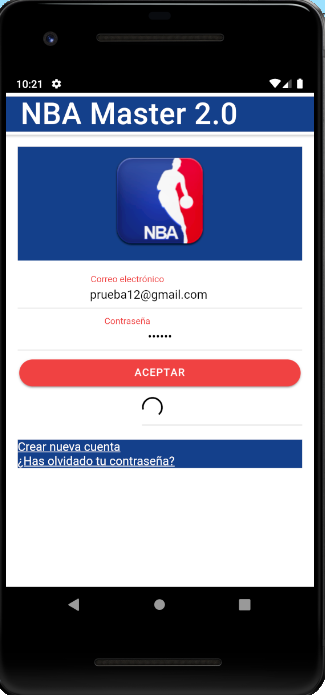 10:21
NBA Master 2.0
NBA
Correo electrónico
prueba12@gmail.com
Contraseña
••••••
ACEPTAR
Crear nueva cuenta
¿Has olvidado tu contraseña?